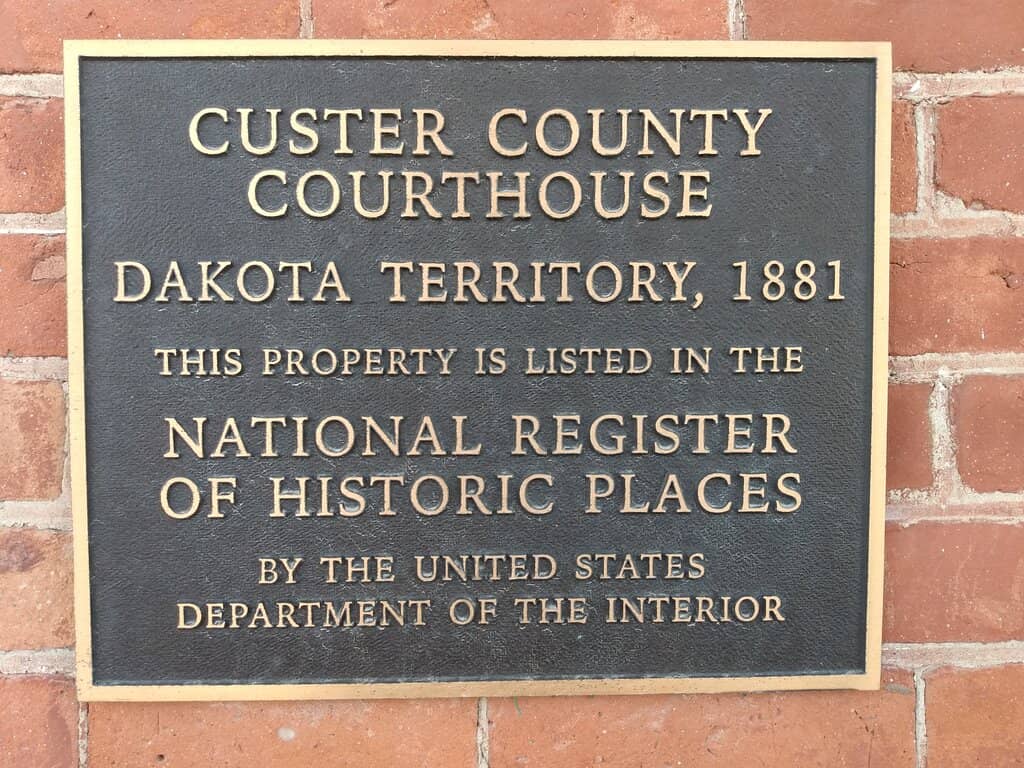 CUSTER COUNTY
COURTHOUSE
DAKOTA TERRITORY, 1881
THIS PROPERTY IS LISTED IN THE
NATIONAL REGISTER
OF HISTORIC PLACES
BY THE UNITED STATES
DEPARTMENT OF THE INTERIOR